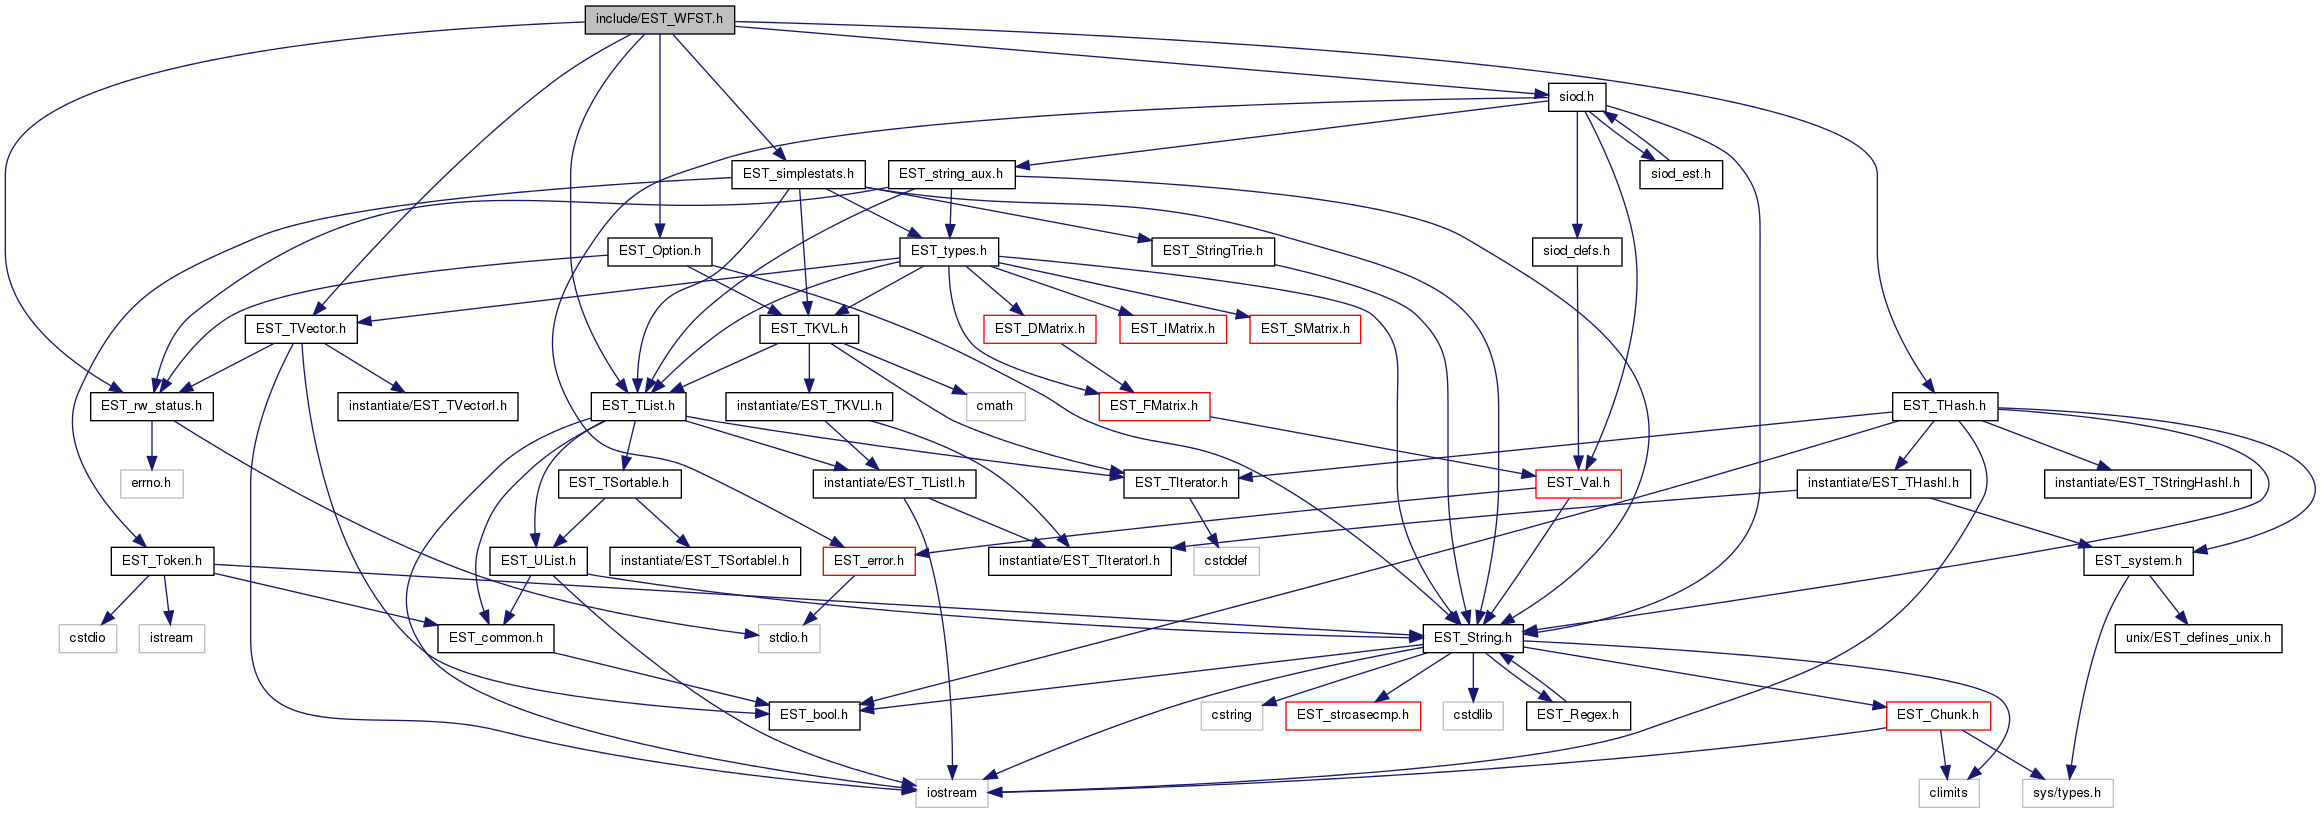 include/EST_WFST.h
siod.h
EST_simplestats.h
EST_string_aux.h
siod_est.h
EST_Option.h
EST_types.h
EST_StringTrie.h
siod_defs.h
EST_TVector.h
EST_TKVL.h
EST_DMatrix.h
EST_IMatrix.h
EST_SMatrix.h
EST_rw_status.h
instantiate/EST_TVectorI.h
EST_TList.h
instantiate/EST_TKVLI.h
cmath
EST_FMatrix.h
EST_THash.h
errno.h
EST_TSortable.h
instantiate/EST_TListI.h
EST_TIterator.h
EST_Val.h
instantiate/EST_THashI.h
instantiate/EST_TStringHashI.h
EST_Token.h
EST_UList.h
instantiate/EST_TSortableI.h
EST_error.h
instantiate/EST_TIteratorI.h
cstddef
EST_system.h
cstdio
istream
EST_common.h
stdio.h
EST_String.h
unix/EST_defines_unix.h
EST_bool.h
cstring
EST_strcasecmp.h
cstdlib
EST_Regex.h
EST_Chunk.h
iostream
climits
sys/types.h